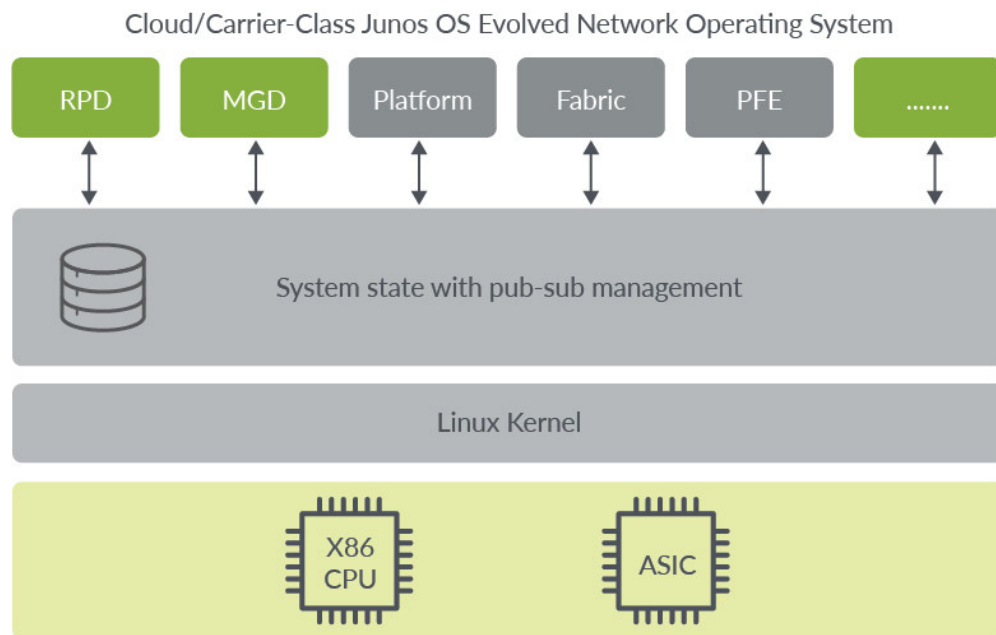 Cloud/Carrier-Class Junos OS Evolved Network Operating System
RPD
MGD
Platform
Fabric
PFE
.......
System state with pub-sub management
Linux Kernel
X86
CPU
ASIC